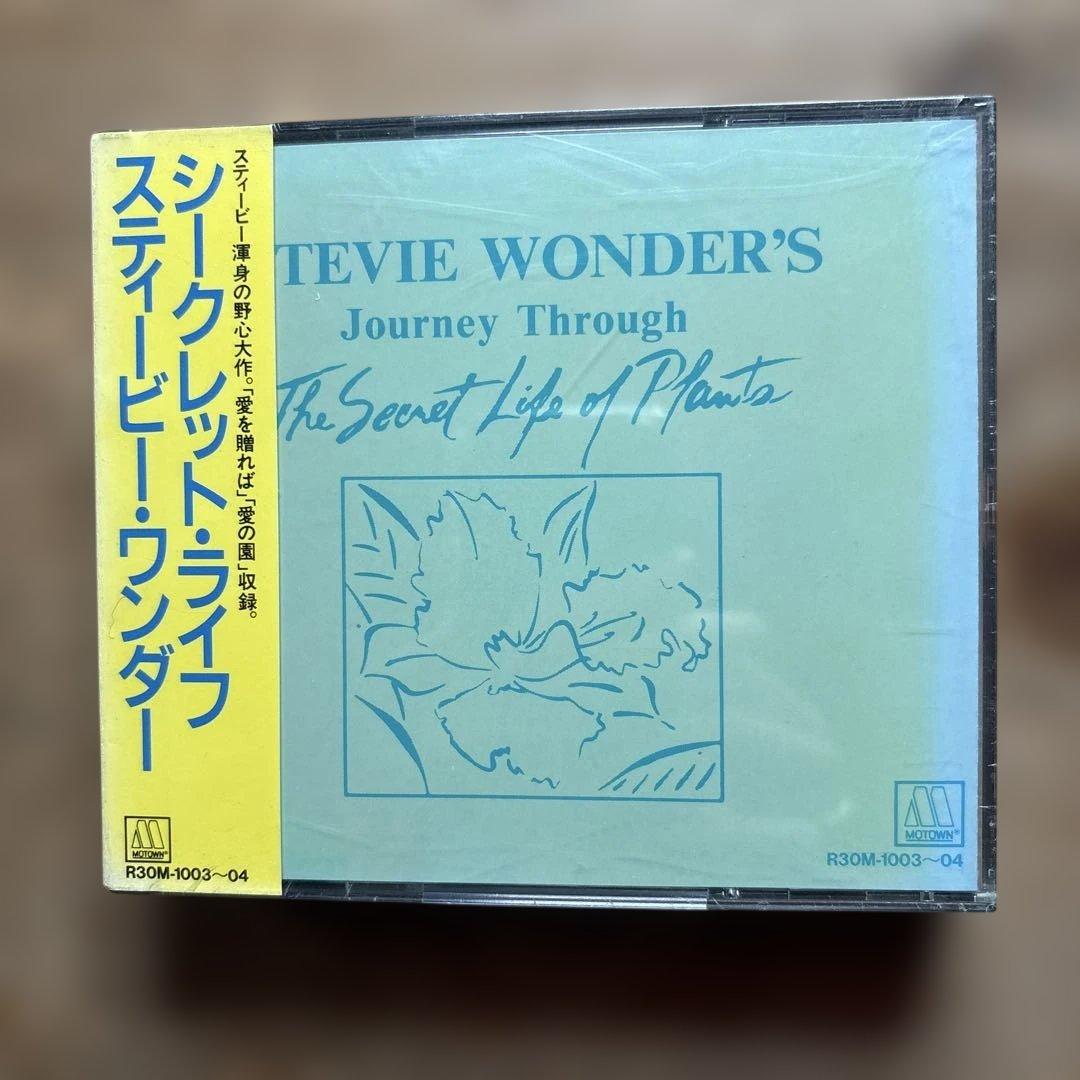 スティービー渾身の野心大作。「愛を贈れば」「愛の園」収録。
シークレット・ライフ
スティービー・ワンダー
MOTOWN®
R30M-1003〜04
TEVIE WONDER'S
Journey Through
The Secret Life of Plants
MOTOWN®
R30M-1003〜04